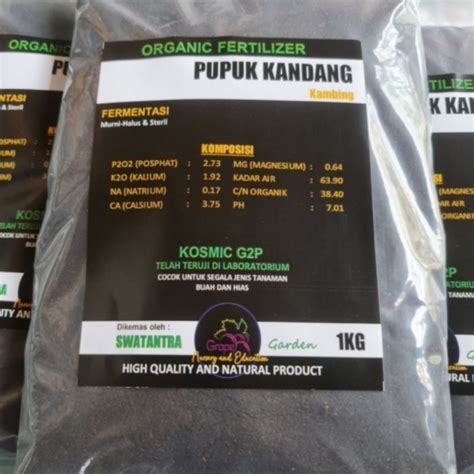 ORGANIC FERTILIZER
PUPUK KANDANG
Kambing
FERMENTASI
Murni-Halus & Steril
KOMPOSISI
P2O2 (POSPHAT) : 2.73 MG (MAGNESIUM) : 0.64
K2O (KALIUM) : 1.92 KADAR AIR : 63.90
NA (NATRIUM) : 0.17 C/N ORGANIK : 38.40
CA (CALSIUM) : 3.75 PH : 7.01
KOSMIC G2P
TELAH TERUJI DI LABORATORIUM
COCOK UNTUK SEGALA JENIS TANAMAN
BUAH DAN HIAS
Dikemas oleh :
SWATANTRA
Grape
Nursery and Education
Garden
1KG
HIGH QUALITY AND NATURAL PRODUCT